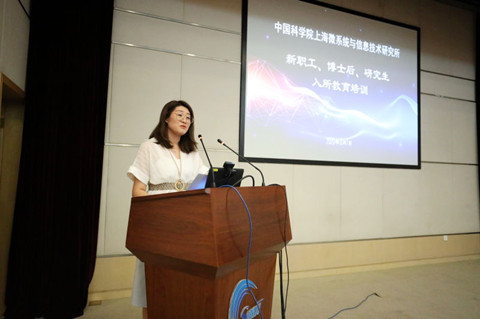 中国科学院上海微系统与信息技术研究所
新职工、博士后、研究生
入所教育培训